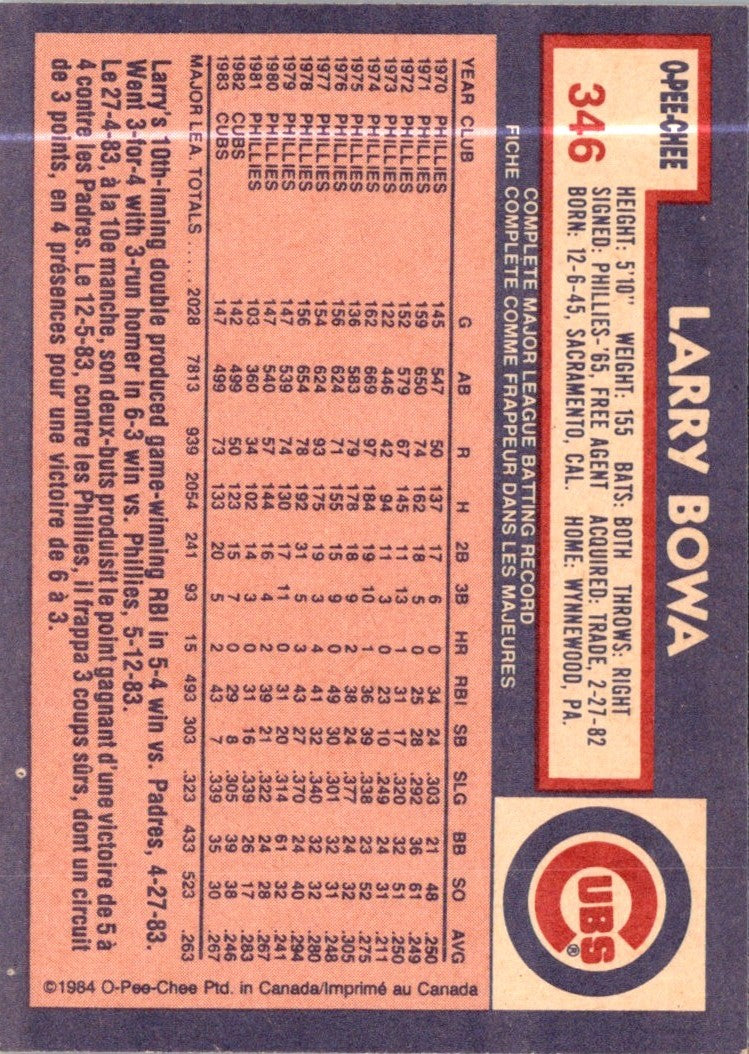 O-PEE-CHEE
346
LARRY BOWA
HEIGHT: 5'10" WEIGHT: 155 BATS: BOTH THROWS: RIGHT
SIGNED: PHILLIES-'65, FREE AGENT ACQUIRED: TRADE, 2-27-82
BORN: 12-6-45, SACRAMENTO, CAL. HOME: WYNNEWOOD, PA.
CUBS®
COMPLETE MAJOR LEAGUE BATTING RECORD
FICHE COMPLÈTE COMME FRAPPEUR DANS LES MAJEURES
YEAR CLUB G AB R H 2B 3B HR RBI SB SLG BB SO AVG
1970 PHILLIES 145 547 50 137 17 6 0 34 24 .303 21 48 .250
1971 PHILLIES 159 650 74 162 18 5 0 25 28 .292 36 61 .249
1972 PHILLIES 152 579 67 145 11 13 1 31 17 .320 32 51 .250
1973 PHILLIES 122 446 42 94 11 3 0 23 10 .249 24 31 .211
1974 PHILLIES 162 669 97 184 19 10 1 36 39 .338 23 52 .275
1975 PHILLIES 136 583 79 178 18 9 2 38 24 .377 24 32 .305
1976 PHILLIES 156 624 71 155 15 9 0 49 30 .301 32 31 .248
1977 PHILLIES 154 624 93 175 19 3 4 41 32 .340 32 32 .280
1978 PHILLIES 156 654 78 192 31 5 3 43 27 .370 24 40 .294
1979 PHILLIES 147 539 74 130 17 11 0 31 20 .314 61 32 .241
1980 PHILLIES 147 540 57 144 16 4 2 39 21 .322 24 28 .267
1981 PHILLIES 103 360 34 102 14 3 0 31 16 .339 26 17 .283
1982 CUBS 142 499 50 123 15 7 0 29 8 .305 39 38 .246
1983 CUBS 147 499 73 133 20 5 2 43 7 .339 35 30 .267
MAJOR LEA. TOTALS ..... 2028 7813 939 2054 241 93 15 493 303 .323 433 523 .263
Larry's 10th-inning double produced game-winning RBI in 5-4 win vs. Padres, 4-27-83.
Went 3-for-4 with 3-run homer in 6-3 win vs. Phillies, 5-12-83.
Le 27-4-83, à la 10e manche, son deux-buts produisit le point gagnant d'une victoire de 5 à
4 contre les Padres. Le 12-5-83, contre les Phillies, il frappa 3 coups sûrs, dont un circuit
de 3 points, en 4 présences pour une victoire de 6 à 3.
©1984 O-Pee-Chee Ptd. in Canada/Imprimé au Canada